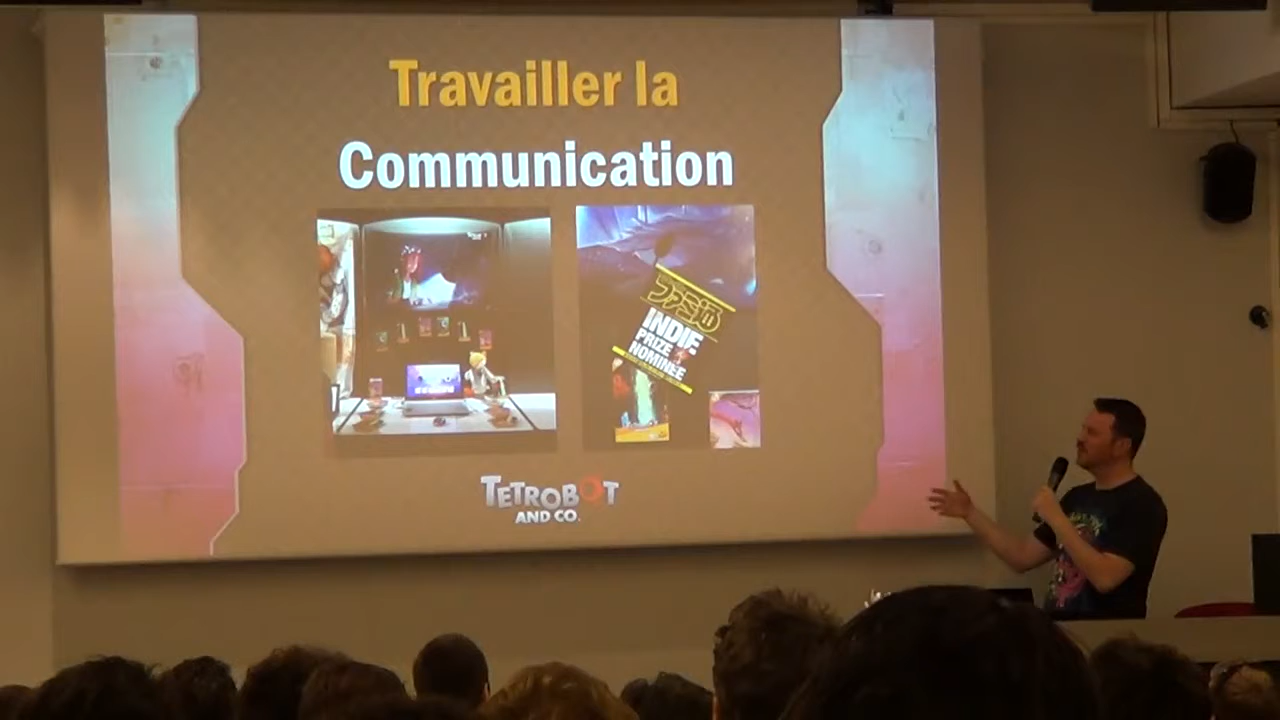 Travailler la
Communication
ファミ通
INDIE
PRIZE
NOMINEE
TETROBOT
AND CO.